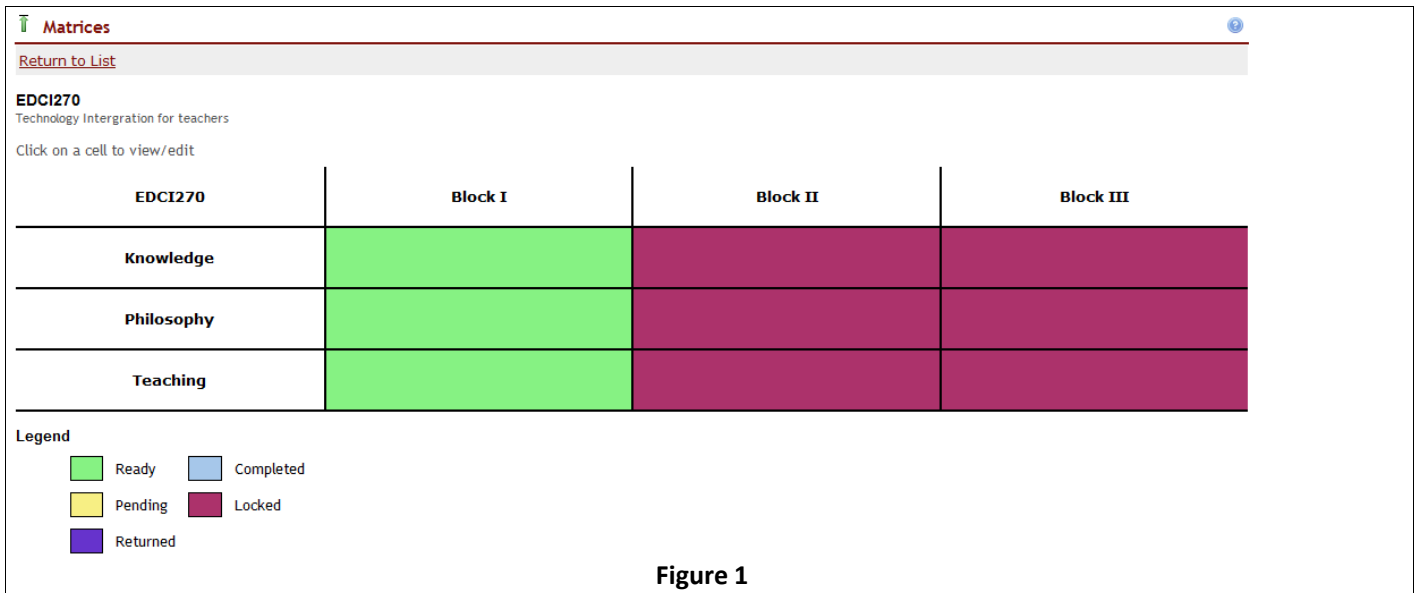 Matrices
Return to List
EDCI270
Technology Intergration for teachers
Click on a cell to view/edit
EDCI270 Block I Block II Block III
Knowledge
Philosophy
Teaching
Legend
Ready Completed
Pending Locked
Returned
Figure 1